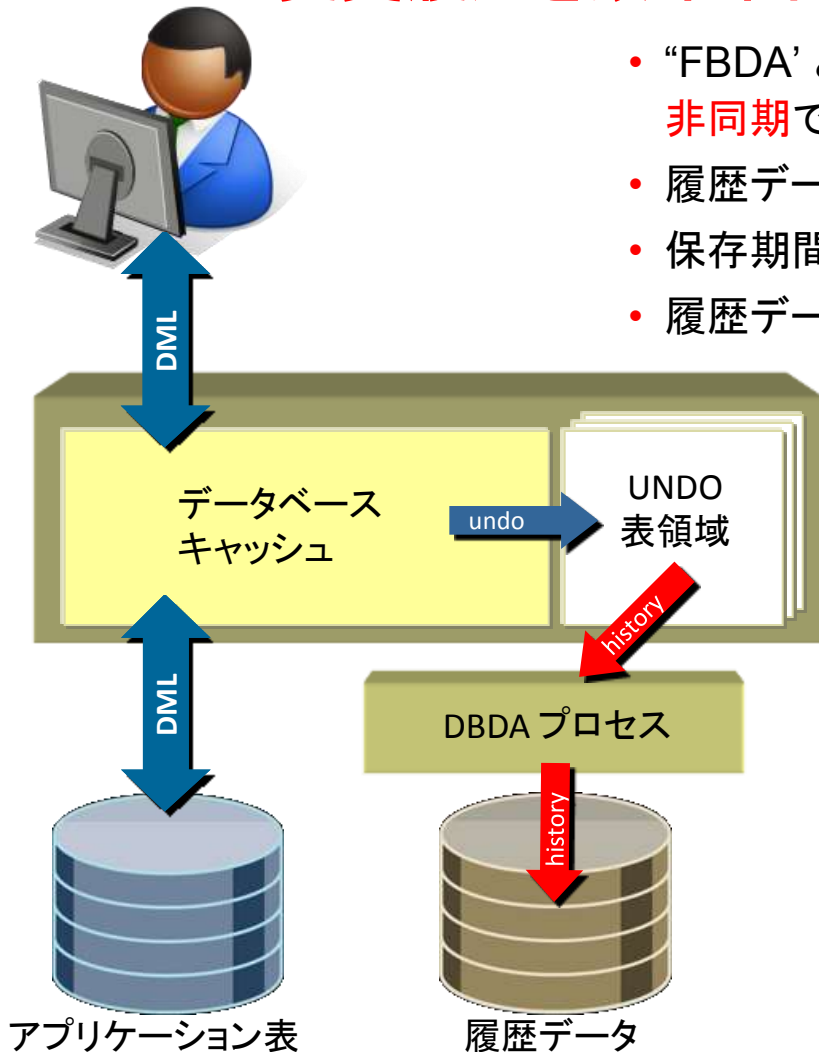 • “FBDA’
非同期で
• 履歴デー
• 保存期間
• 履歴デー
DML
データベース
キャッシュ
undo
UNDO
表領域
history
DML
DBDA プロセス
history
アプリケーション表
履歴データ